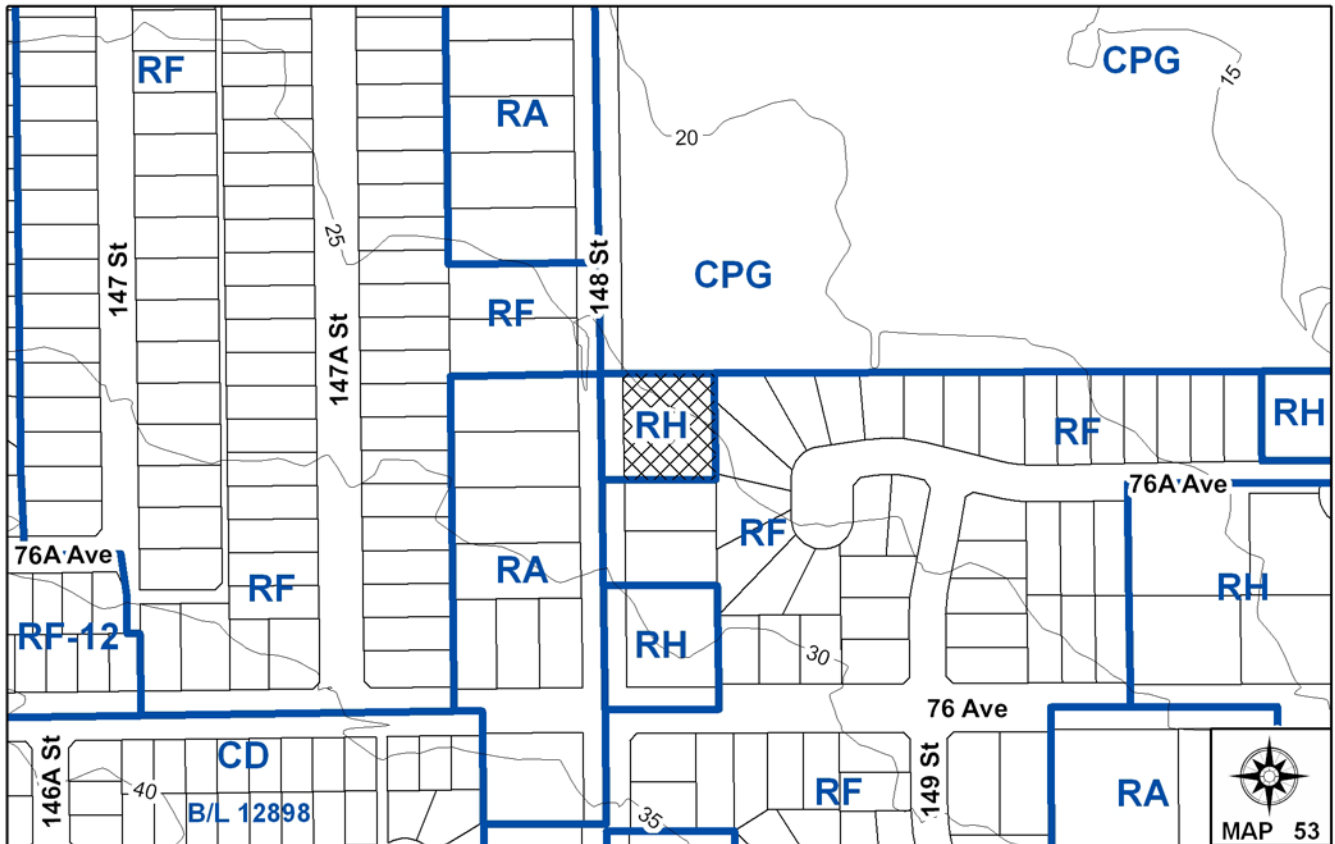 RF
CPG
15
RA
20
25
147 St
148 St
CPG
RF
147A St
RH
RH
RF
76A Ave
RF
76A Ave
RA
RF
RH
RF-12
RH
30
76 Ave
CD
146A St
40
B/L 12898
35
RF
149 St
RA
MAP 53